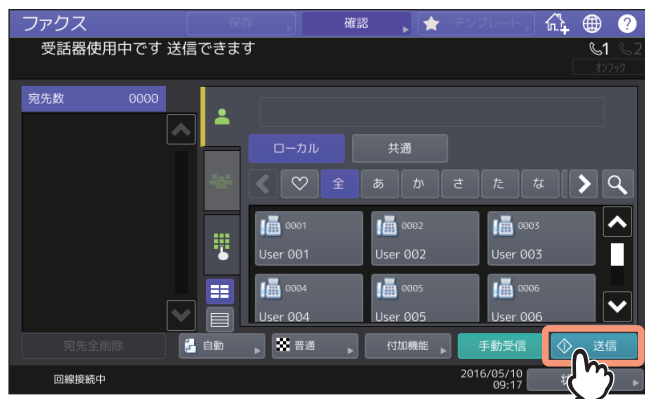 ファクス 保存 確認 テンプレート
受話器使用中です 送信できます 1 2
オンフック
宛先数 0000
ローカル 共通
全 あ か さ た な
0001 0002 0003
User 001 User 002 User 003
0004 0005 0006
User 004 User 005 User 006
宛先全削除 自動 普通 付加機能 手動受信 送信
回線接続中 2016/05/10
09:17